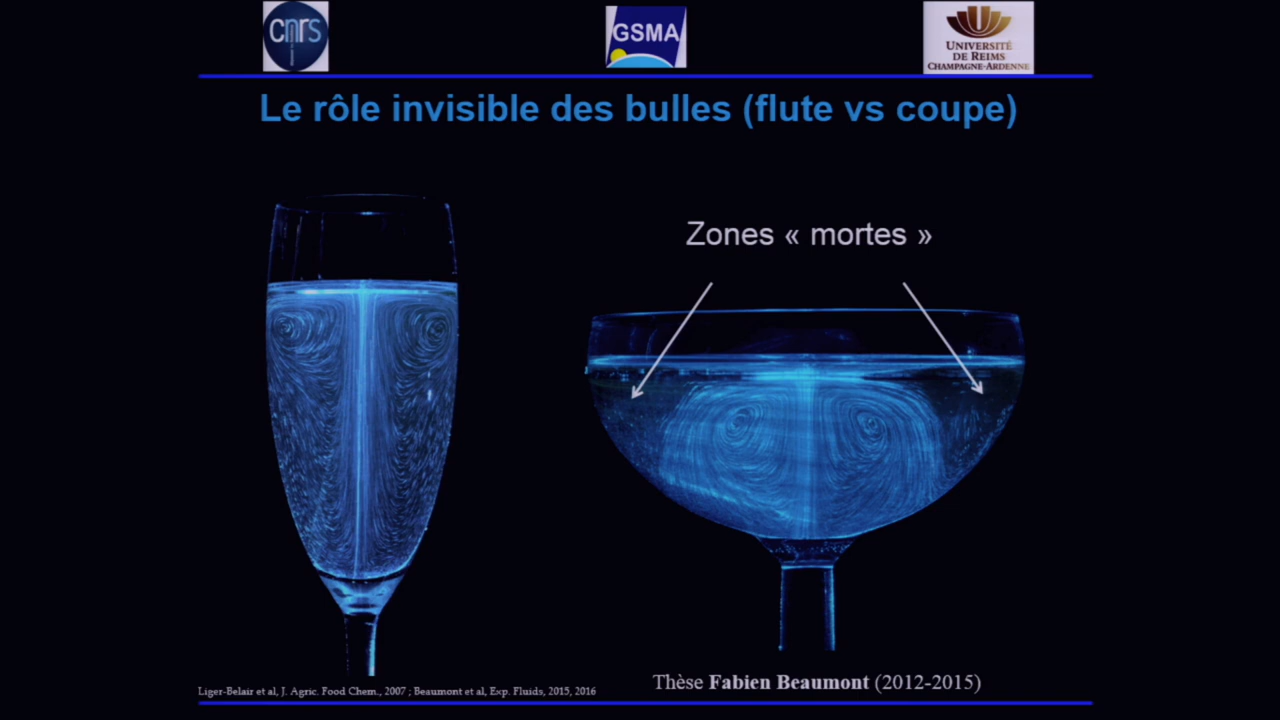 cnrs
GSMA
UNIVERSITÉ
DE REIMS
CHAMPAGNE-ARDENNE
Le rôle invisible des bulles (flute vs coupe)
Zones « mortes »
Thèse Fabien Beaumont (2012-2015)
Liger-Belair et al, J. Agric. Food Chem., 2007 ; Beaumont et al, Exp. Fluids, 2015, 2016